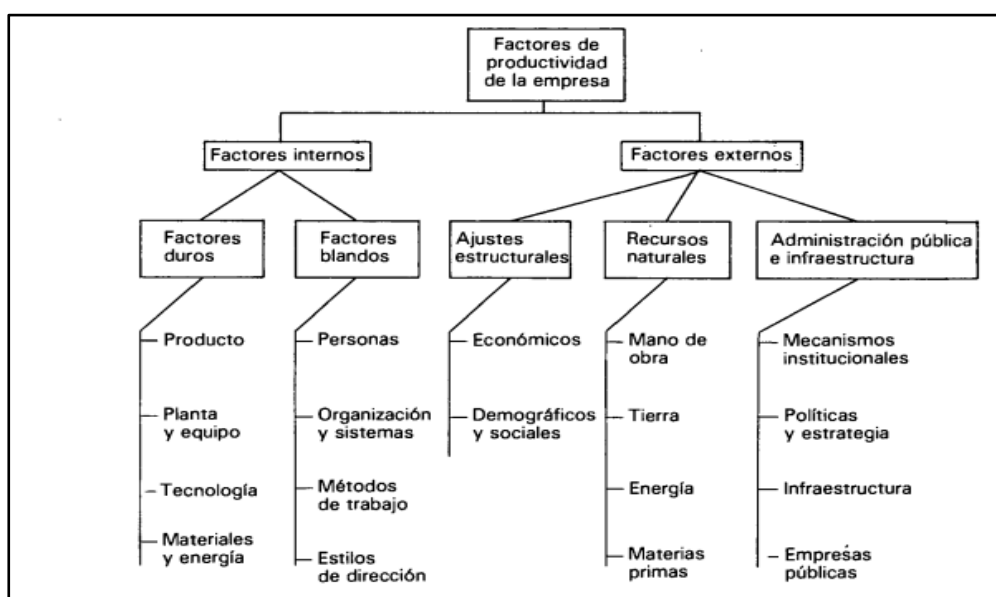 Factores de
productividad
de la empresa
Factores internos
Factores externos
Factores
duros
Factores
blandos
Ajustes
estructurales
Recursos
naturales
Administración pública
e infraestructura
Producto
Planta
y equipo
Tecnología
Materiales
y energía
Personas
Organización
y sistemas
Métodos
de trabajo
Estilos
de dirección
Económicos
Demográficos
y sociales
Mano de
obra
Tierra
Energía
Materias
primas
Mecanismos
institucionales
Políticas
y estrategia
Infraestructura
Empresas
públicas